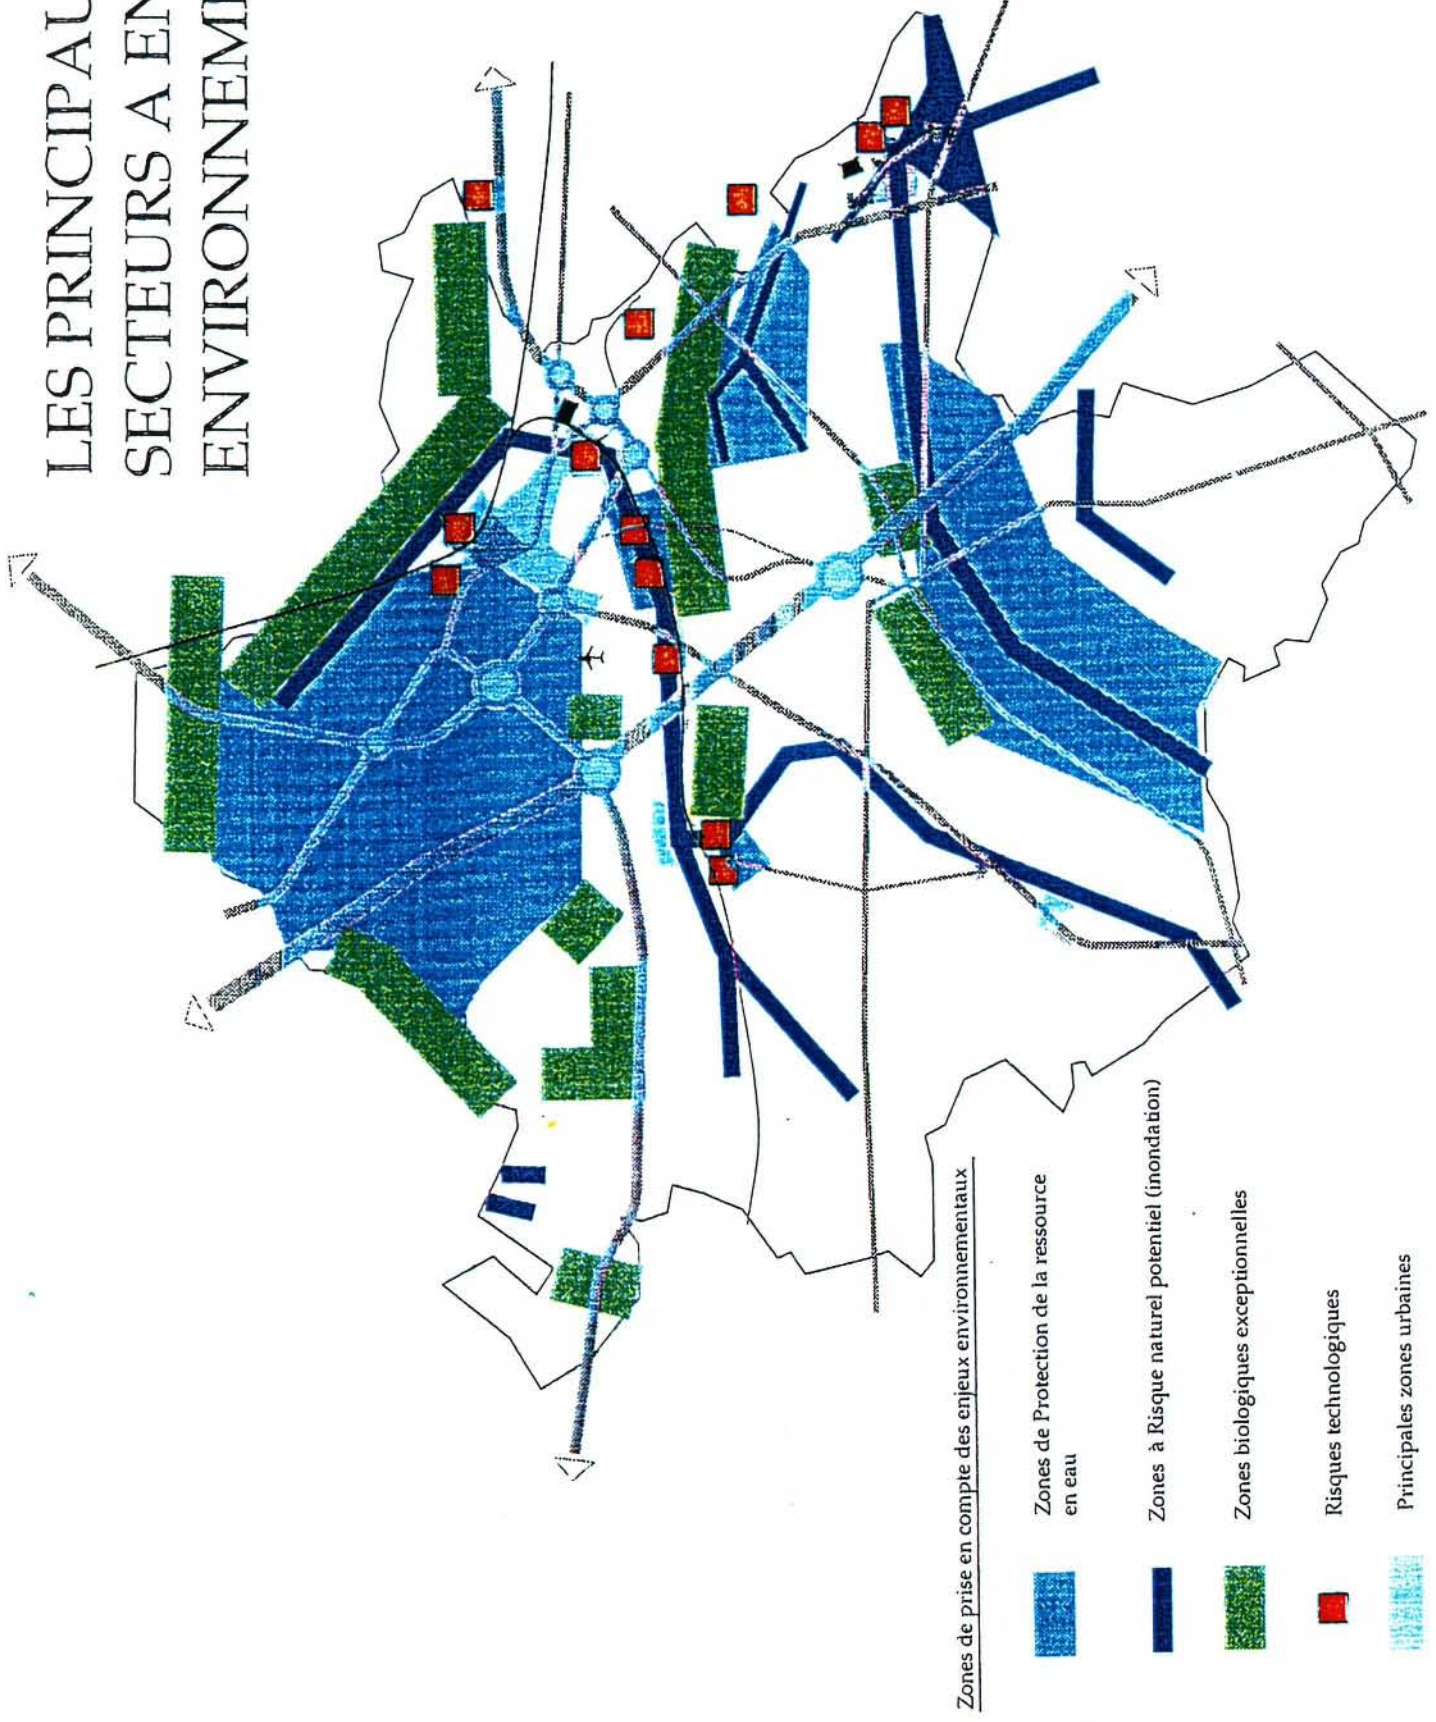 LES PRINCIPAU
SECTEURS A EN
ENVIRONNEM
Zones de prise en compte des enjeux environnementaux
Zones de Protection de la ressource
en eau
Zones à Risque naturel potentiel (inondation)
Zones biologiques exceptionnelles
Risques technologiques
Principales zones urbaines